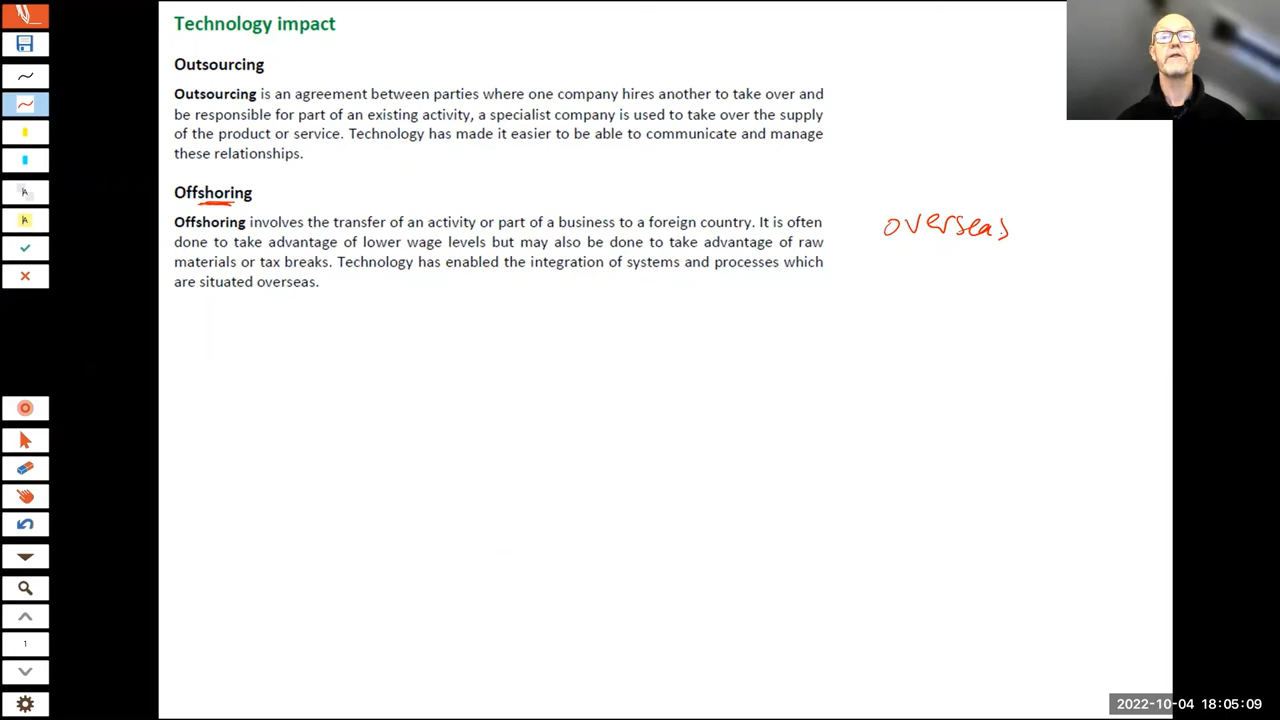 Technology impact
Outsourcing
Outsourcing is an agreement between parties where one company hires another to take over and
be responsible for part of an existing activity, a specialist company is used to take over the supply
of the product or service. Technology has made it easier to be able to communicate and manage
these relationships.
Offshoring
Offshoring involves the transfer of an activity or part of a business to a foreign country. It is often
done to take advantage of lower wage levels but may also be done to take advantage of raw
materials or tax breaks. Technology has enabled the integration of systems and processes which
are situated overseas.
overseas
A
A
1
2022-10-04 18:05:09